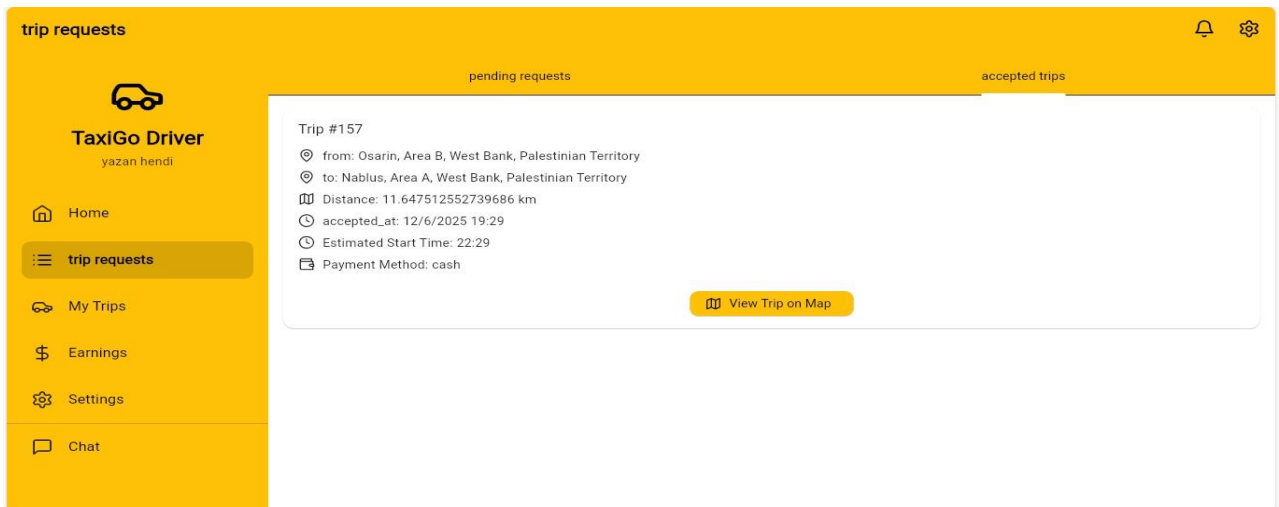 trip requests
TaxiGo Driver
yazan hendi
Home
trip requests
My Trips
Earnings
Settings
Chat
pending requests
accepted trips
Trip #157
from: Osarin, Area B, West Bank, Palestinian Territory
to: Nablus, Area A, West Bank, Palestinian Territory
Distance: 11.647512552739686 km
accepted_at: 12/6/2025 19:29
Estimated Start Time: 22:29
Payment Method: cash
View Trip on Map